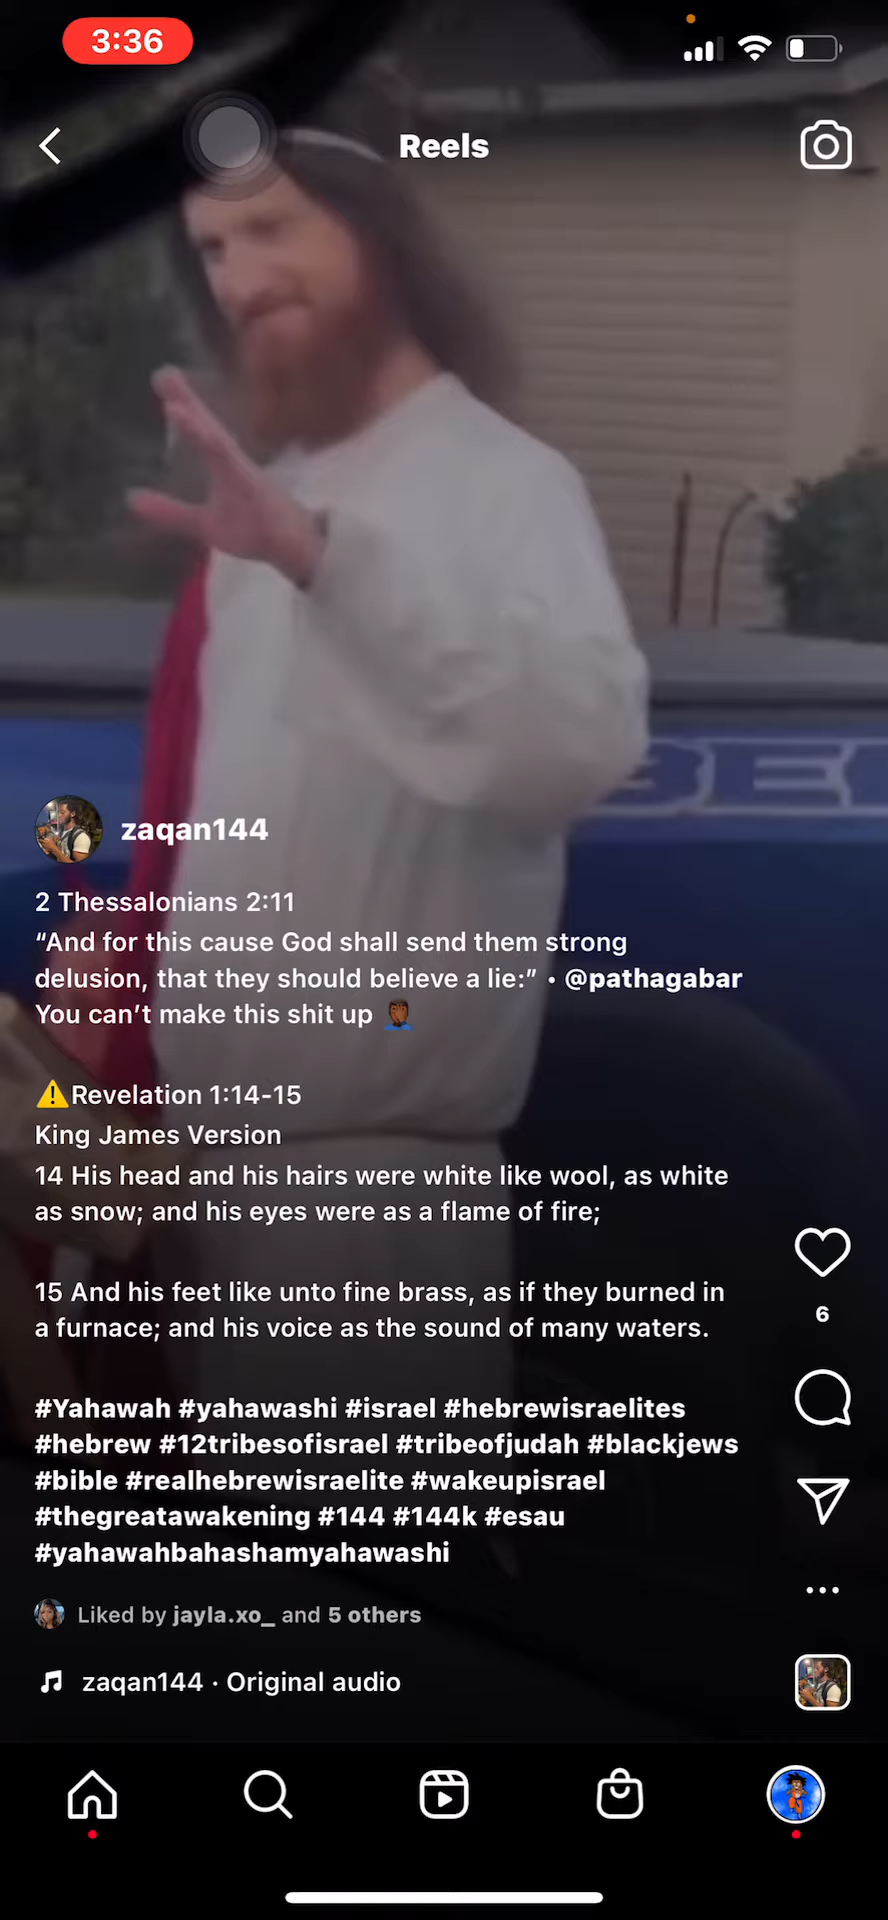 3:36
Reels
BE
zaqan144
2 Thessalonians 2:11
“And for this cause God shall send them strong
delusion, that they should believe a lie:” • @pathagabar
You can’t make this shit up 🤦🏾‍♂️
⚠️Revelation 1:14-15
King James Version
14 His head and his hairs were white like wool, as white
as snow; and his eyes were as a flame of fire;
15 And his feet like unto fine brass, as if they burned in
a furnace; and his voice as the sound of many waters.
6
#Yahawah #yahawashi #israel #hebrewisraelites
#hebrew #12tribesofisrael #tribeofjudah #blackjews
#bible #realhebrewisraelite #wakeupisrael
#thegreatawakening #144 #144k #esau
#yahawahbahashamyahawashi
Liked by jayla.xo_ and 5 others
zaqan144 · Original audio